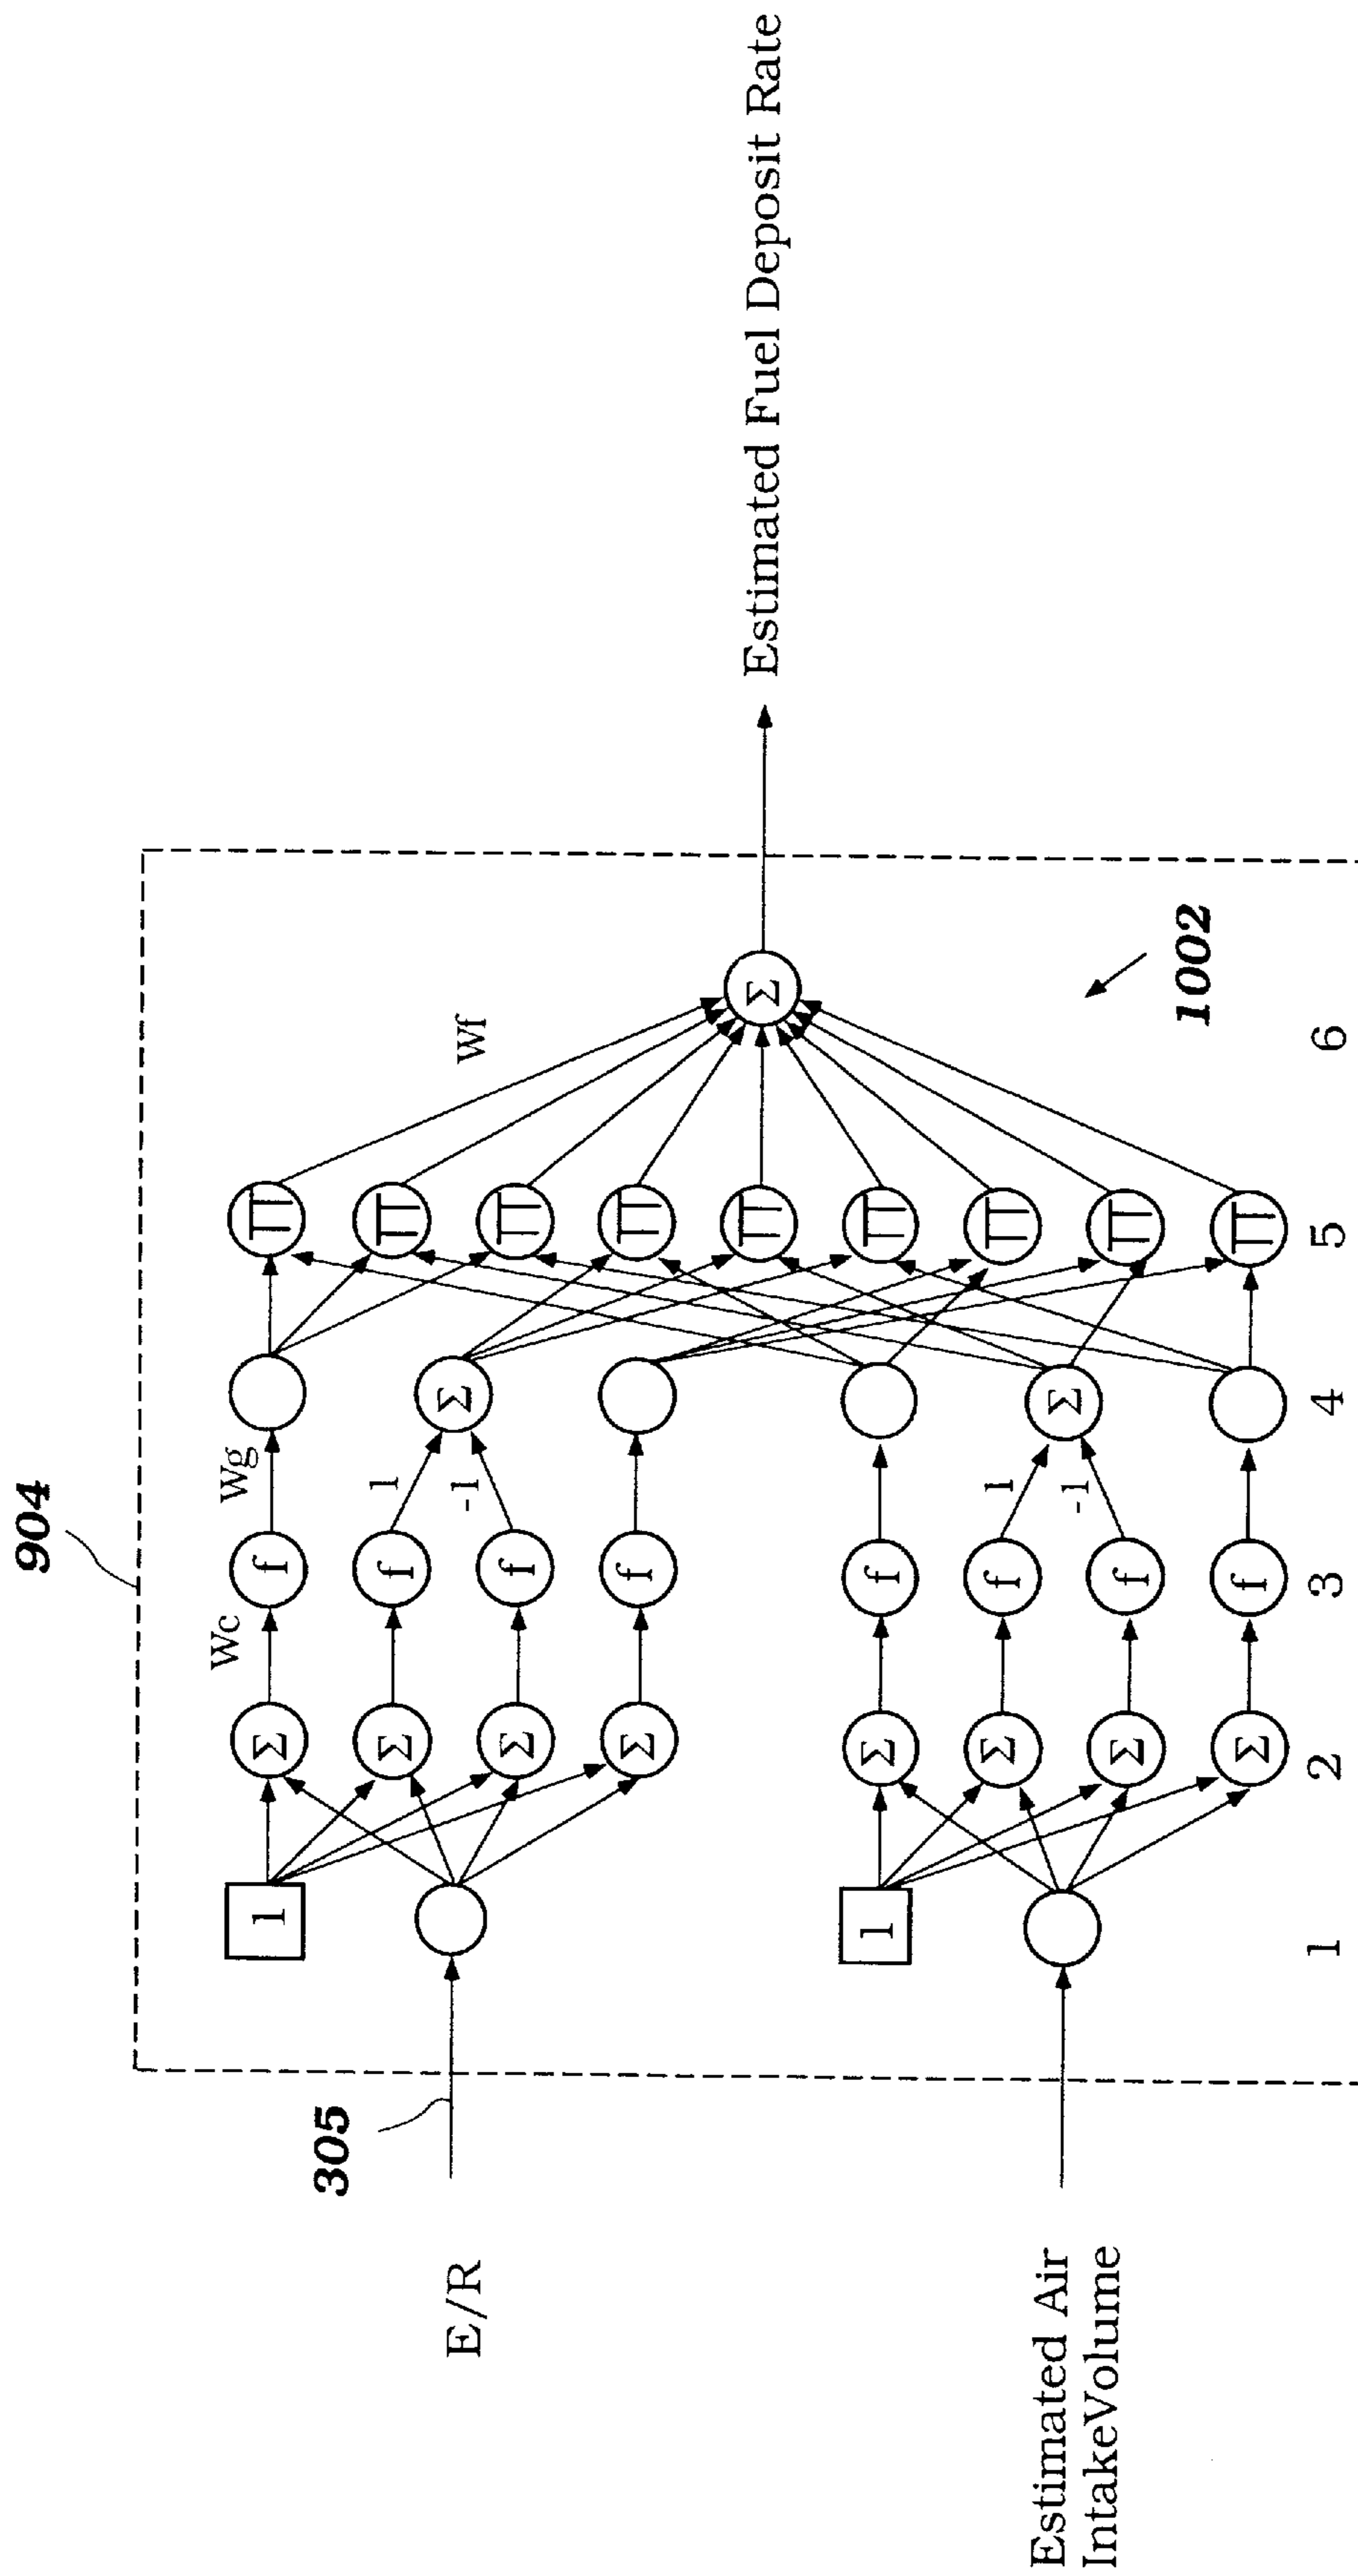 904
305
E/R
Estimated Air
IntakeVolume
1
Σ
Σ
Σ
Σ
Wc
f
f
f
f
Wg
1
-1
Σ
1
Σ
Σ
Σ
Σ
f
f
f
f
1
-1
Σ
∏
∏
∏
∏
∏
∏
∏
∏
∏
Wf
Σ
Estimated Fuel Deposit Rate
1002
1 2 3 4 5 6